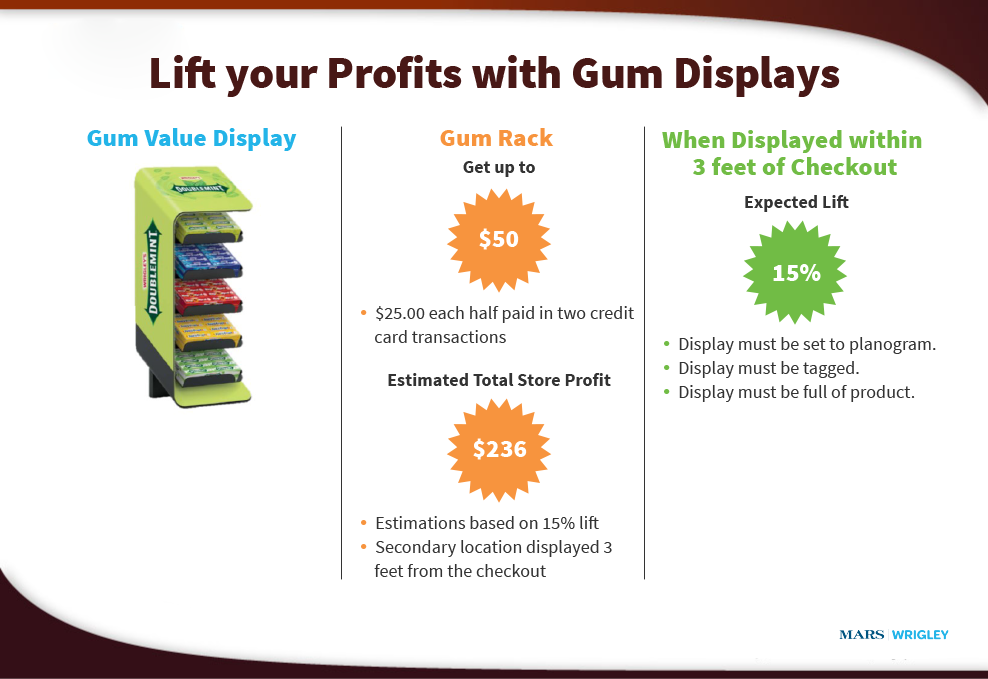 Lift your Profits with Gum Displays
Gum Value Display
DOUBLEMINT
WRIGLEY'S
DOUBLEMINT
Gum Rack
Get up to
$50
• $25.00 each half paid in two credit
card transactions
Estimated Total Store Profit
$236
• Estimations based on 15% lift
• Secondary location displayed 3
feet from the checkout
When Displayed within
3 feet of Checkout
Expected Lift
15%
• Display must be set to planogram.
• Display must be tagged.
• Display must be full of product.
MARS | WRIGLEY